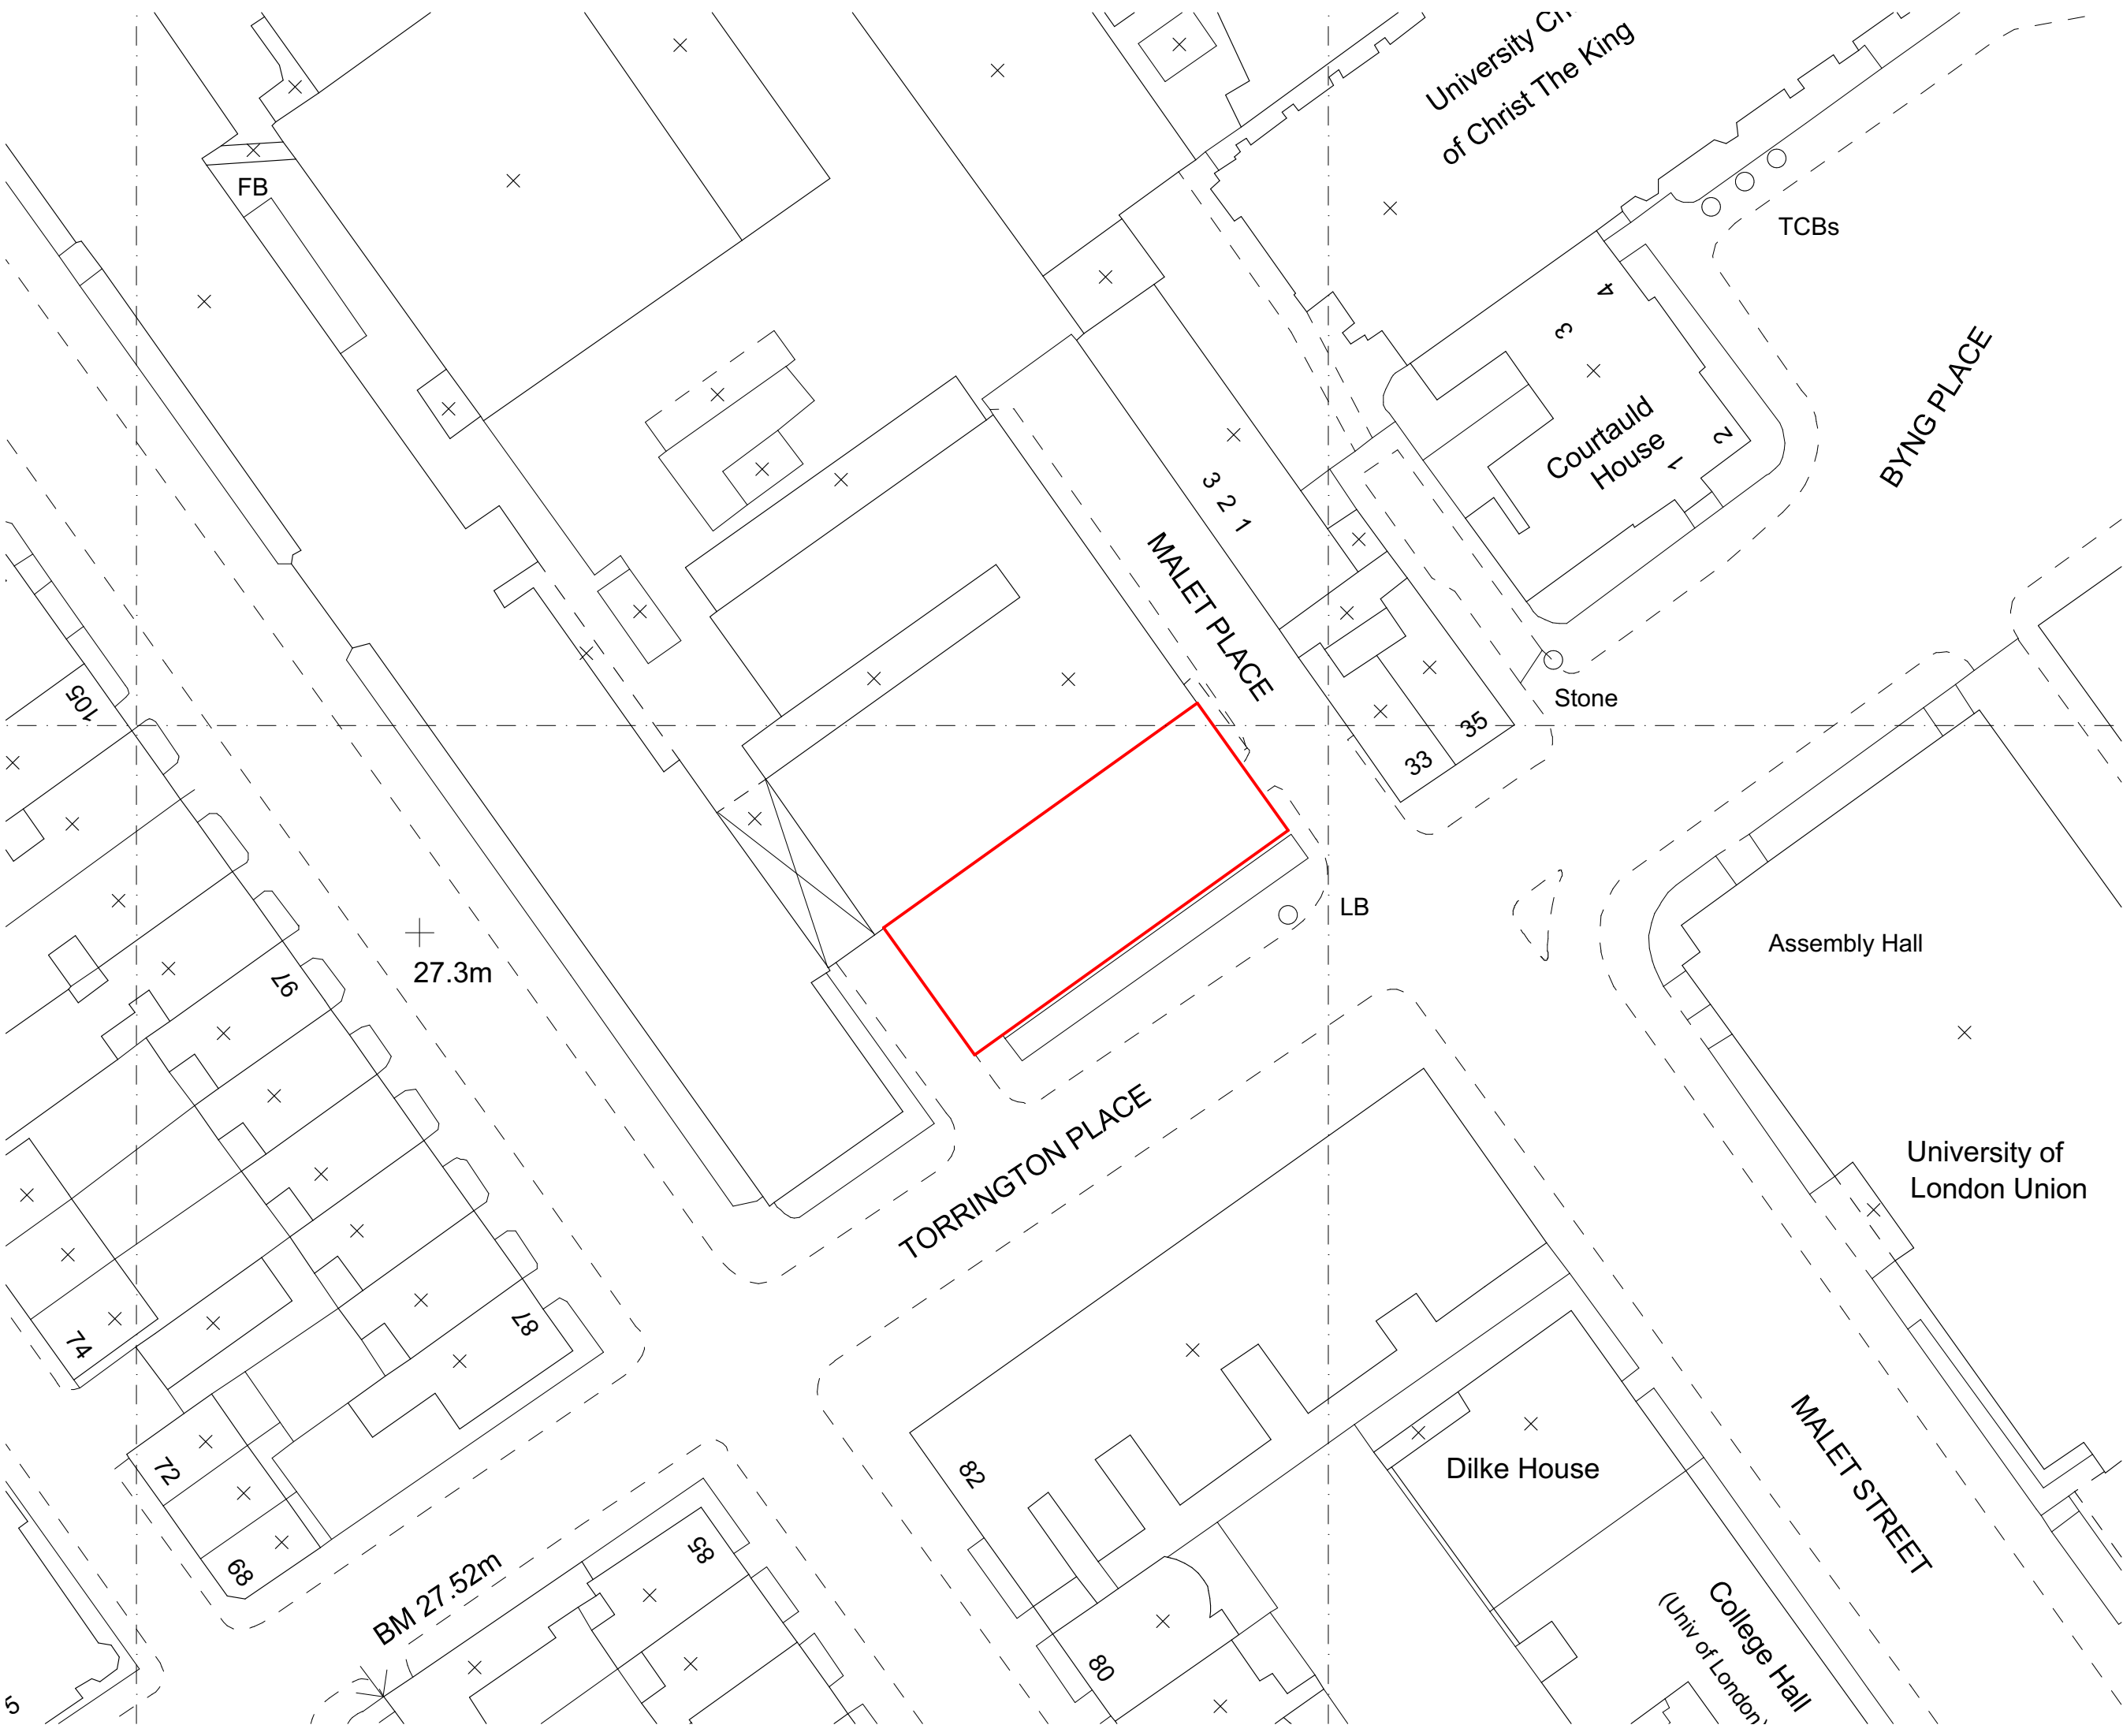 University Ch
of Christ The King
FB
TCBs
4
3
Courtauld
House
2
1
BYNG PLACE
3 2 1
MALET PLACE
Stone
105
35
33
LB
Assembly Hall
97
27.3m
University of
London Union
TORRINGTON PLACE
87
74
72
68
82
Dilke House
MALET STREET
85
BM 27.52m
80
College Hall
(Univ of London)
5